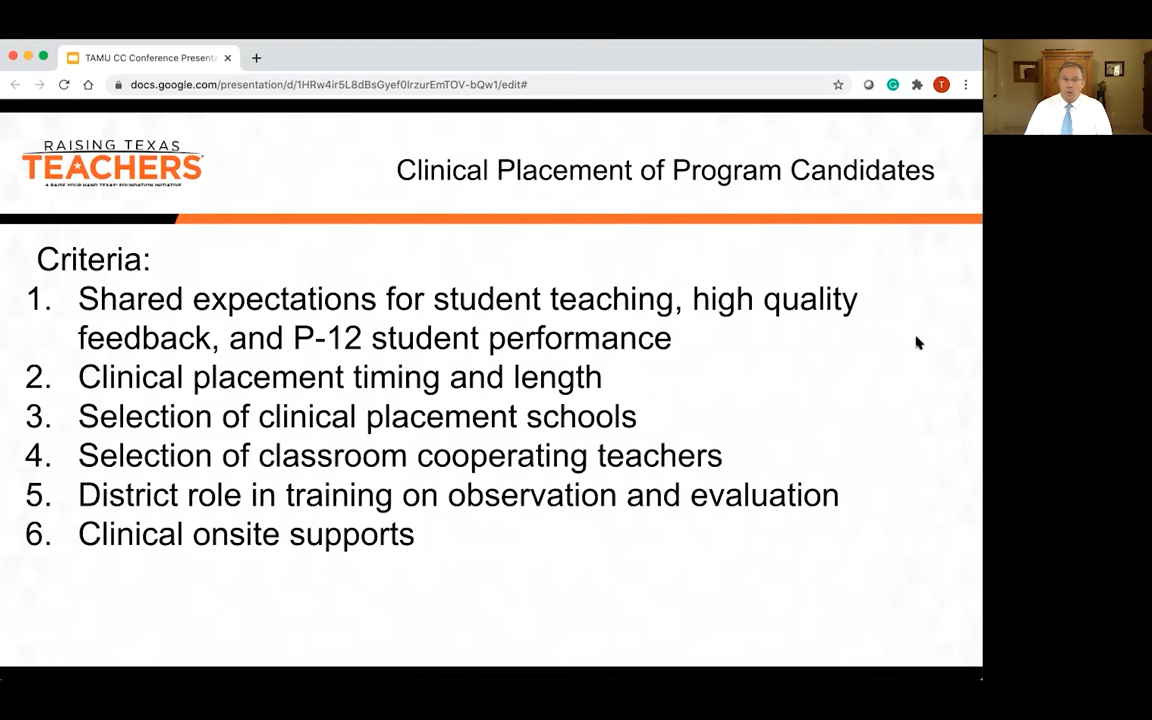 TAMU CC Conference Presenta
docs.google.com/presentation/d/1HRw4ir5L8dBsGyef0IrzurEmTOV-bQw1/edit#
T
RAISING TEXAS
TEACHERS
A RAISE YOUR HAND TEXAS FOUNDATION INITIATIVE
Clinical Placement of Program Candidates
Criteria:
1. Shared expectations for student teaching, high quality
feedback, and P-12 student performance
2. Clinical placement timing and length
3. Selection of clinical placement schools
4. Selection of classroom cooperating teachers
5. District role in training on observation and evaluation
6. Clinical onsite supports